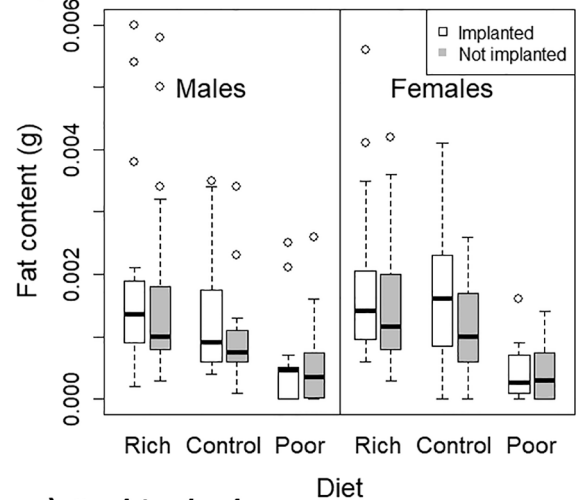 0.006
0.004
0.002
0.000
Fat content (g)
Implanted
Not implanted
Males
Females
Rich Control Poor Rich Control Poor
Diet